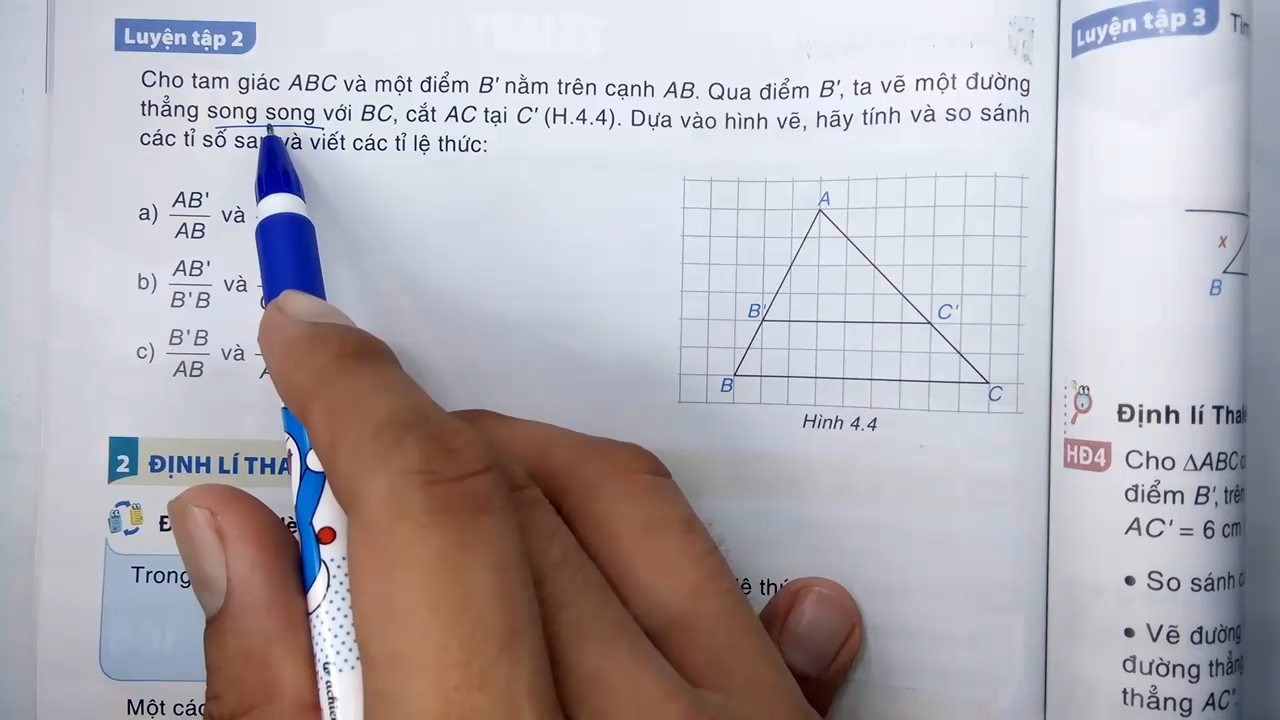 Luyện tập 2
Cho tam giác ABC và một điểm B' nằm trên cạnh AB. Qua điểm B', ta vẽ một đường
thẳng song song với BC, cắt AC tại C' (H.4.4). Dựa vào hình vẽ, hãy tính và so sánh
các tỉ số và viết các tỉ lệ thức:
a) AB'/AB và
b) AB'/B'B và
c) B'B/AB và
A
B'
C'
B
C
Hình 4.4
2 ĐỊNH LÍ
Trong
Một
Luyện tập 3
x
B
Định lí
HĐ4
Cho ΔABC
điểm B', trên
AC' = 6 cm
• So sánh
• Vẽ đường
đường thẳng
thẳng AC'